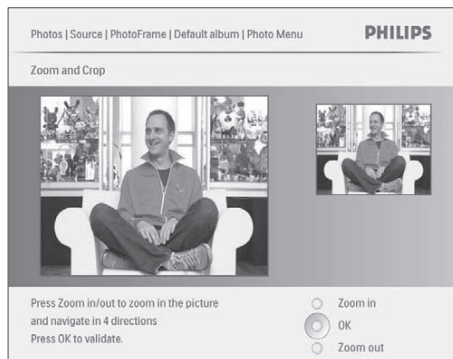 Photos | Source | PhotoFrame | Default album | Photo Menu
PHILIPS
Zoom and Crop
Press Zoom in/out to zoom in the picture
and navigate in 4 directions
Press OK to validate.
Zoom in
OK
Zoom out